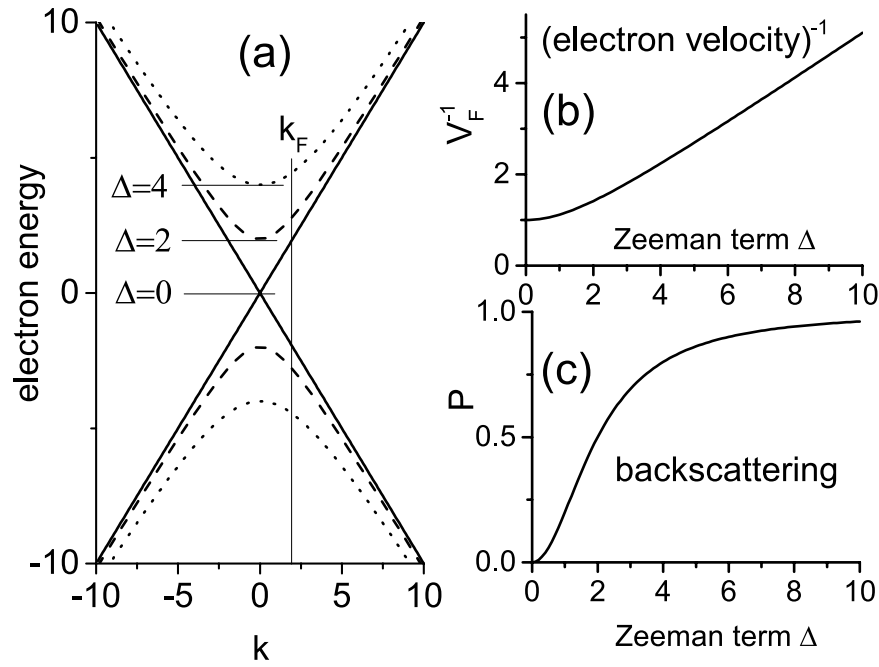 (a)
electron energy
10
0
-10
k_F
Δ=4
Δ=2
Δ=0
-10 -5 0 5 10
k
(electron velocity)^-1
(b)
V_F^-1
4
2
0
0 2 4 6 8 10
Zeeman term Δ
(c)
P
1.0
0.5
0.0
backscattering
0 2 4 6 8 10
Zeeman term Δ